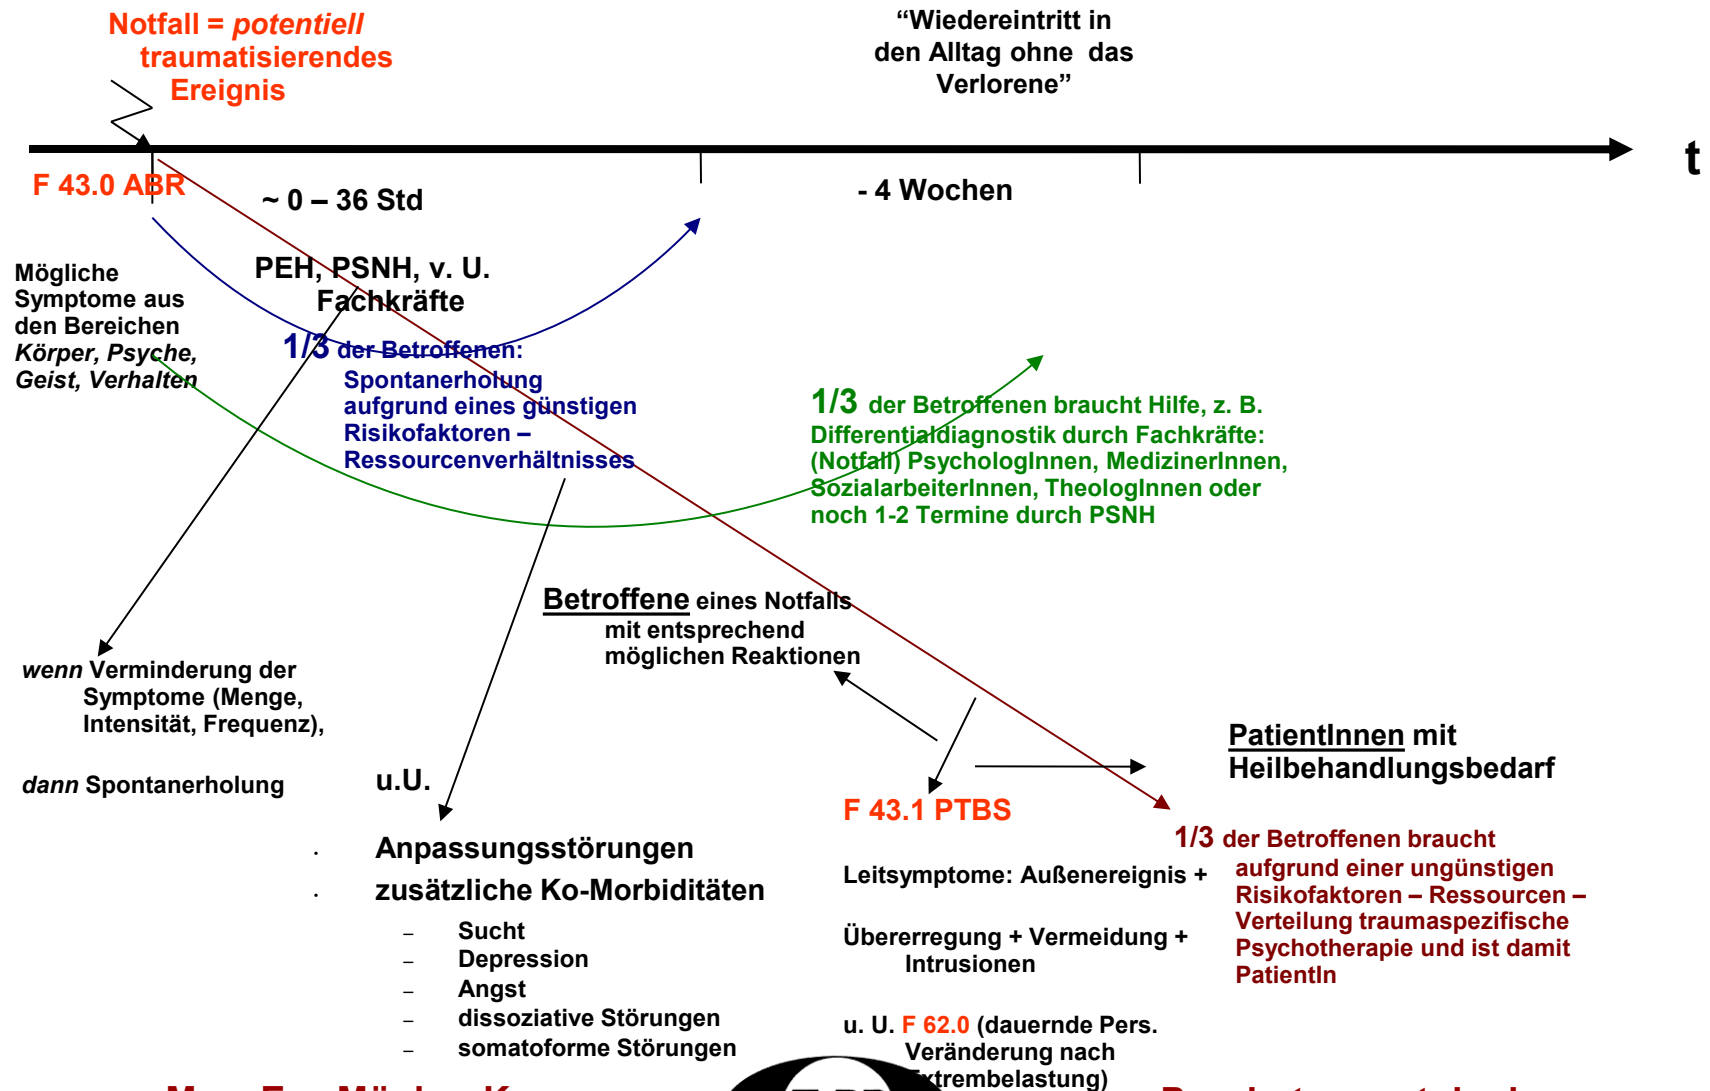 Notfall = potentiell
traumatisierendes
Ereignis
“Wiedereintritt in
den Alltag ohne das
Verlorene”
t
F 43.0 ABR
~ 0 – 36 Std
- 4 Wochen
Mögliche
Symptome aus
den Bereichen
Körper, Psyche,
Geist, Verhalten
PEH, PSNH, v. U.
Fachkräfte
1/3 der Betroffenen:
Spontanerholung
aufgrund eines günstigen
Risikofaktoren –
Ressourcenverhältnisses
1/3 der Betroffenen braucht Hilfe, z. B.
Differentialdiagnostik durch Fachkräfte:
(Notfall) PsychologInnen, MedizinerInnen,
SozialarbeiterInnen, TheologInnen oder
noch 1-2 Termine durch PSNH
Betroffene eines Notfalls
mit entsprechend
möglichen Reaktionen
wenn Verminderung der
Symptome (Menge,
Intensität, Frequenz),
dann Spontanerholung
u.U.
· Anpassungsstörungen
· zusätzliche Ko-Morbiditäten
– Sucht
– Depression
– Angst
– dissoziative Störungen
– somatoforme Störungen
F 43.1 PTBS
Leitsymptome: Außenereignis +
Übererregung + Vermeidung +
Intrusionen
u. U. F 62.0 (dauernde Pers.
Veränderung nach
Extrembelastung)
PatientInnen mit
Heilbehandlungsbedarf
1/3 der Betroffenen braucht
aufgrund einer ungünstigen
Risikofaktoren – Ressourcen –
Verteilung traumaspezifische
Psychotherapie und ist damit
PatientIn